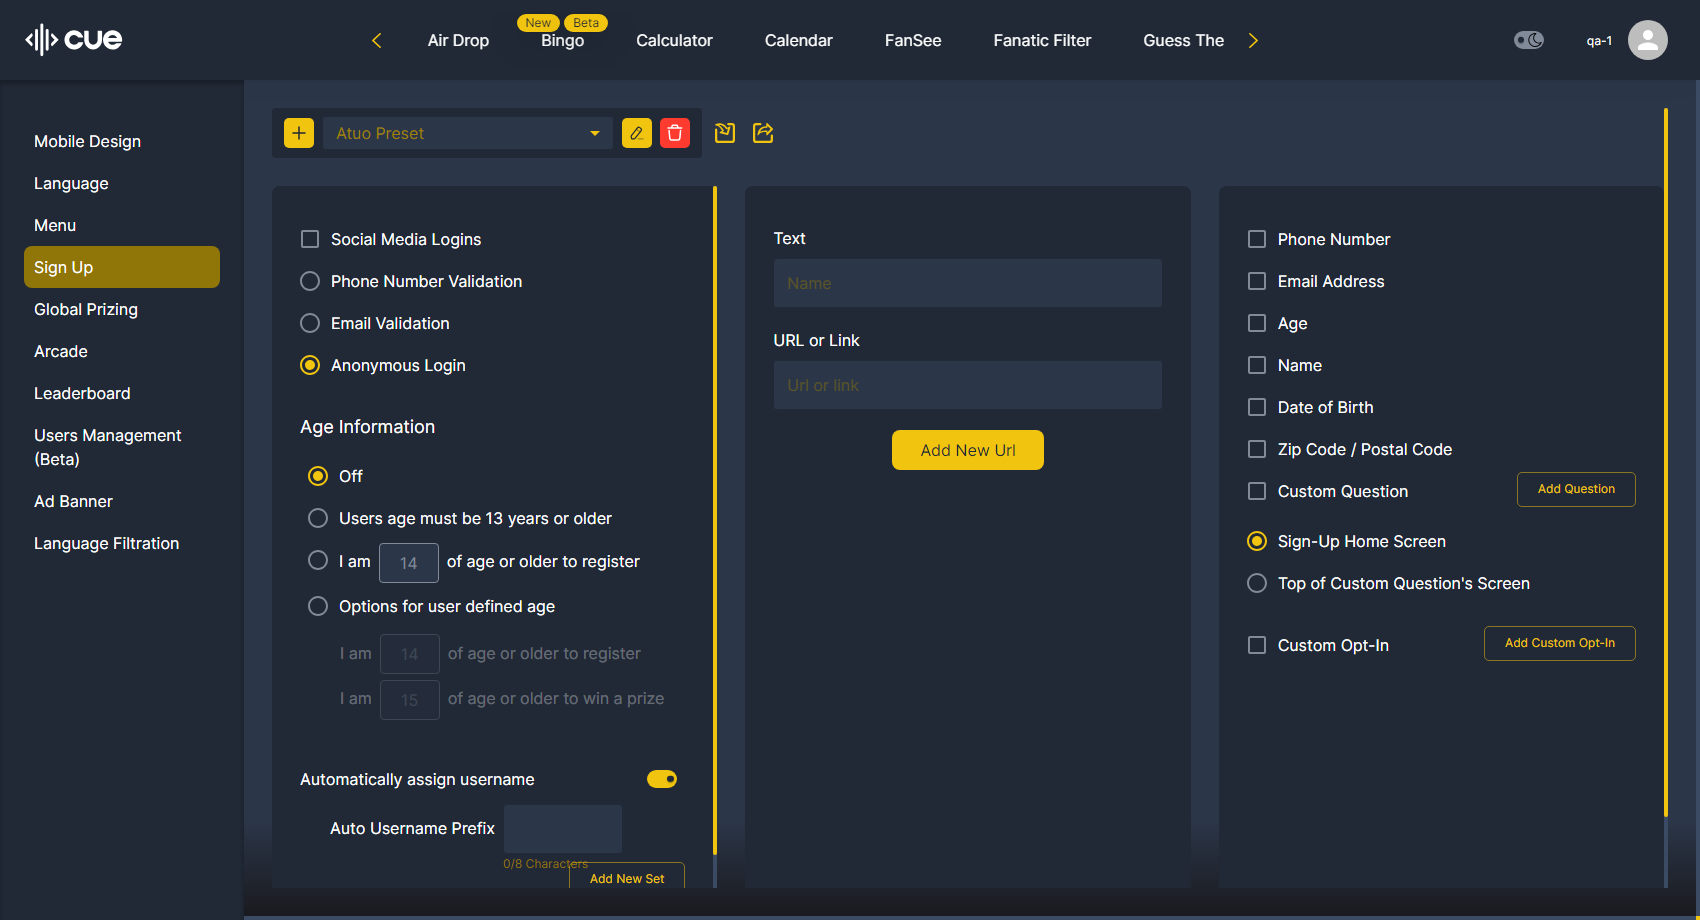 cue
Air Drop
New
Beta
Bingo
Calculator
Calendar
FanSee
Fanatic Filter
Guess The
qa-1
Mobile Design
Language
Menu
Sign Up
Global Prizing
Arcade
Leaderboard
Users Management
(Beta)
Ad Banner
Language Filtration
Atuo Preset
Social Media Logins
Phone Number Validation
Email Validation
Anonymous Login
Age Information
Off
Users age must be 13 years or older
I am 14 of age or older to register
Options for user defined age
I am 14 of age or older to register
I am 15 of age or older to win a prize
Automatically assign username
Auto Username Prefix
0/8 Characters
Add New Set
Text
Name
URL or Link
Url or link
Add New Url
Phone Number
Email Address
Age
Name
Date of Birth
Zip Code / Postal Code
Custom Question
Add Question
Sign-Up Home Screen
Top of Custom Question's Screen
Custom Opt-In
Add Custom Opt-In